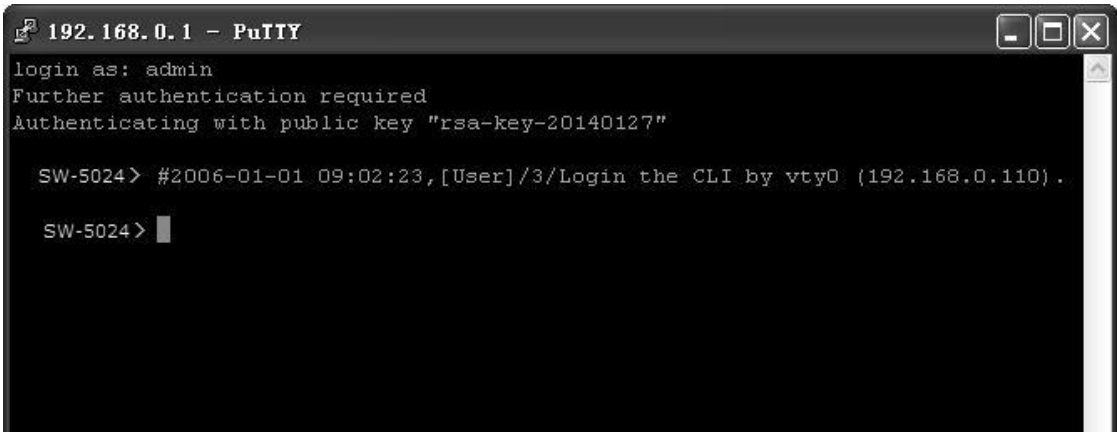 192.168.0.1 - PuTTY
login as: admin
Further authentication required
Authenticating with public key "rsa-key-20140127"
SW-5024> #2006-01-01 09:02:23,[User]/3/Login the CLI by vty0 (192.168.0.110).
SW-5024>